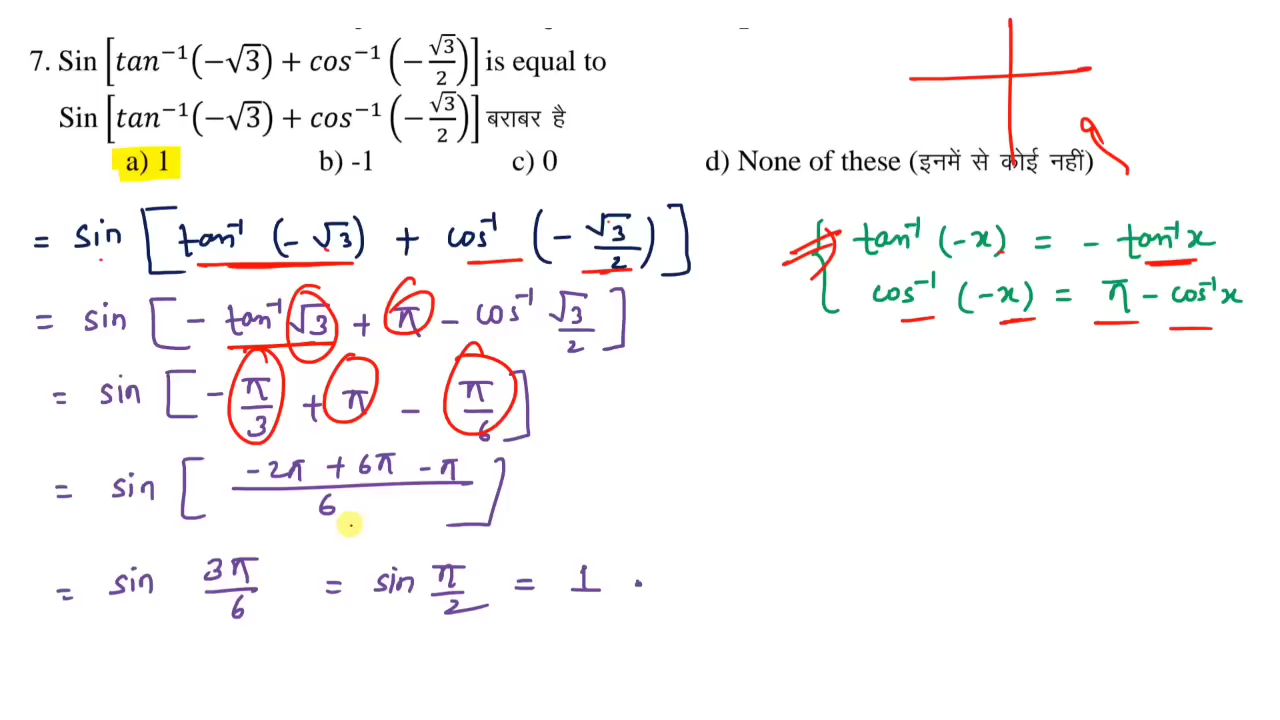 7. Sin [tan⁻¹(−√3) + cos⁻¹(−√3/2)] is equal to
Sin [tan⁻¹(−√3) + cos⁻¹(−√3/2)] बराबर है
a) 1 b) -1 c) 0 d) None of these (इनमें से कोई नहीं)
= sin [tan⁻¹ (− √3) + cos⁻¹ (− √3/2)]
tan⁻¹ (−x) = − tan⁻¹ x
cos⁻¹ (−x) = π − cos⁻¹ x
= sin [− tan⁻¹ √3 + π − cos⁻¹ √3/2]
= sin [− π/3 + π − π/6]
= sin [(−2π + 6π − π)/6]
= sin 3π/6 = sin π/2 = 1 .